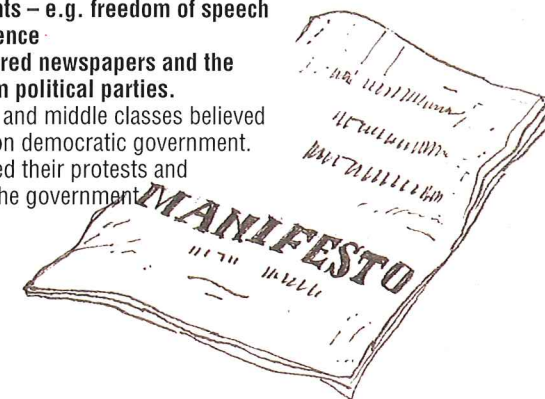 nts – e.g. freedom of speech
ence
red newspapers and the
n political parties.
and middle classes believed
on democratic government.
ed their protests and
he government
MANIFESTO